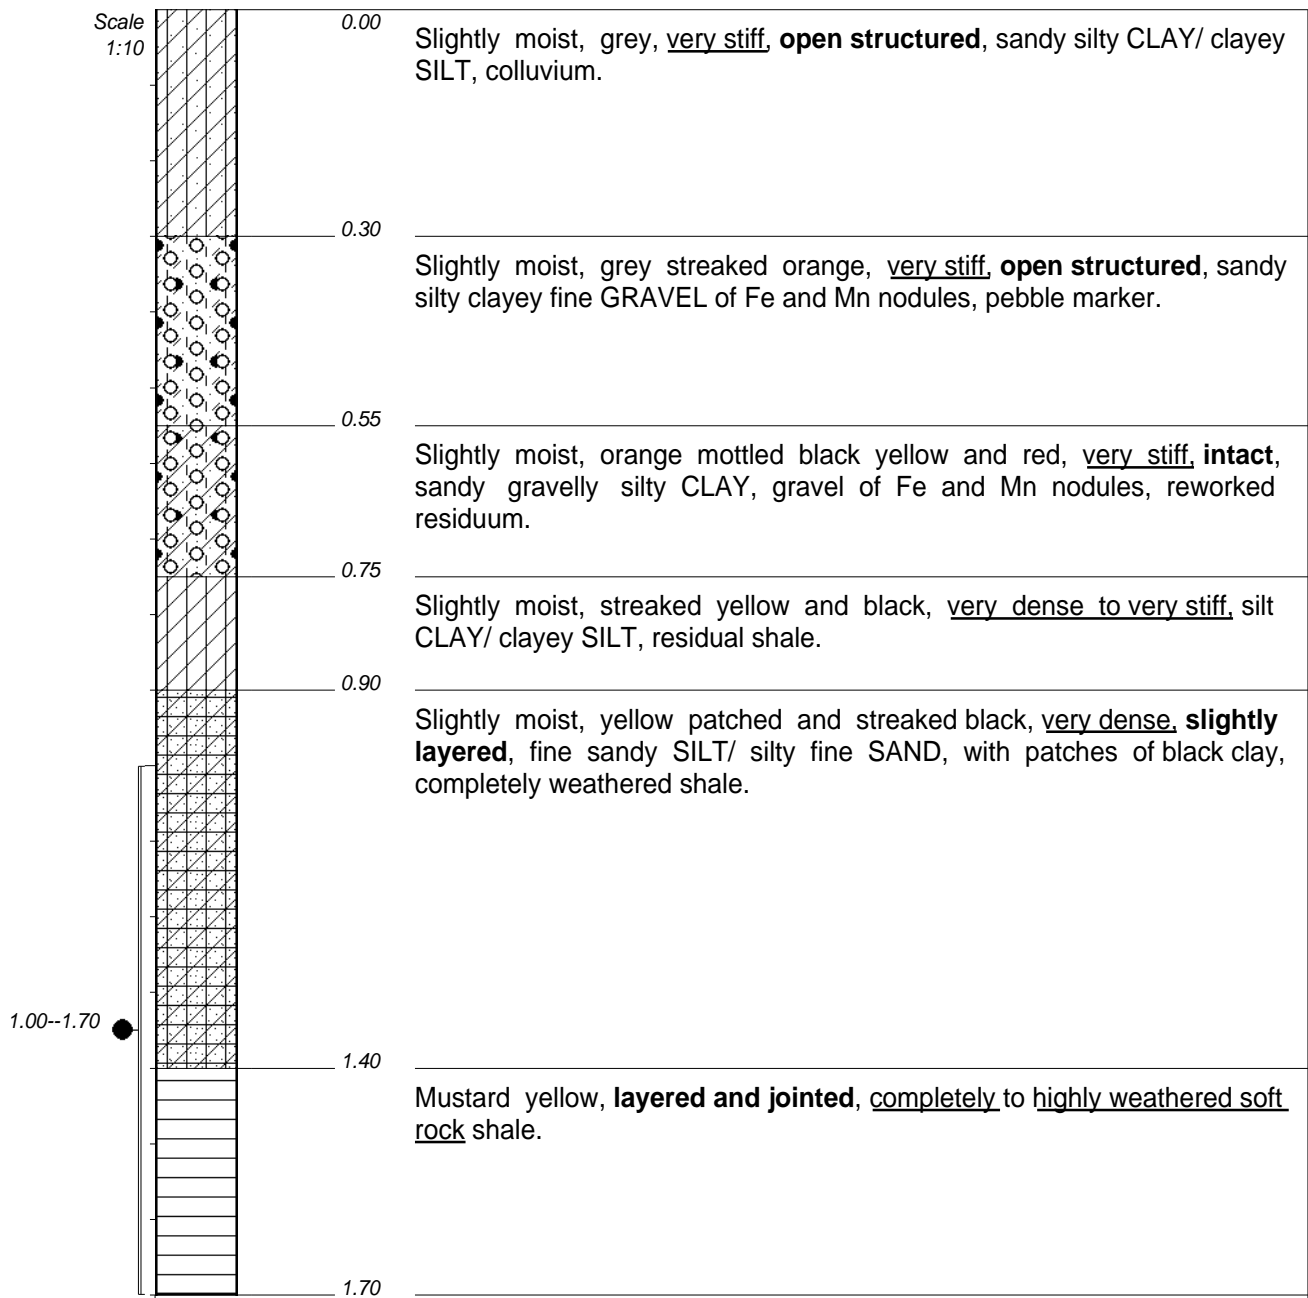 Scale
1:10
0.00
Slightly moist, grey, very stiff, open structured, sandy silty CLAY/ clayey
SILT, colluvium.
0.30
Slightly moist, grey streaked orange, very stiff, open structured, sandy
silty clayey fine GRAVEL of Fe and Mn nodules, pebble marker.
0.55
Slightly moist, orange mottled black yellow and red, very stiff, intact,
sandy gravelly silty CLAY, gravel of Fe and Mn nodules, reworked
residuum.
0.75
Slightly moist, streaked yellow and black, very dense to very stiff, silt
CLAY/ clayey SILT, residual shale.
0.90
Slightly moist, yellow patched and streaked black, very dense, slightly
layered, fine sandy SILT/ silty fine SAND, with patches of black clay,
completely weathered shale.
1.00--1.70
1.40
Mustard yellow, layered and jointed, completely to highly weathered soft
rock shale.
1.70